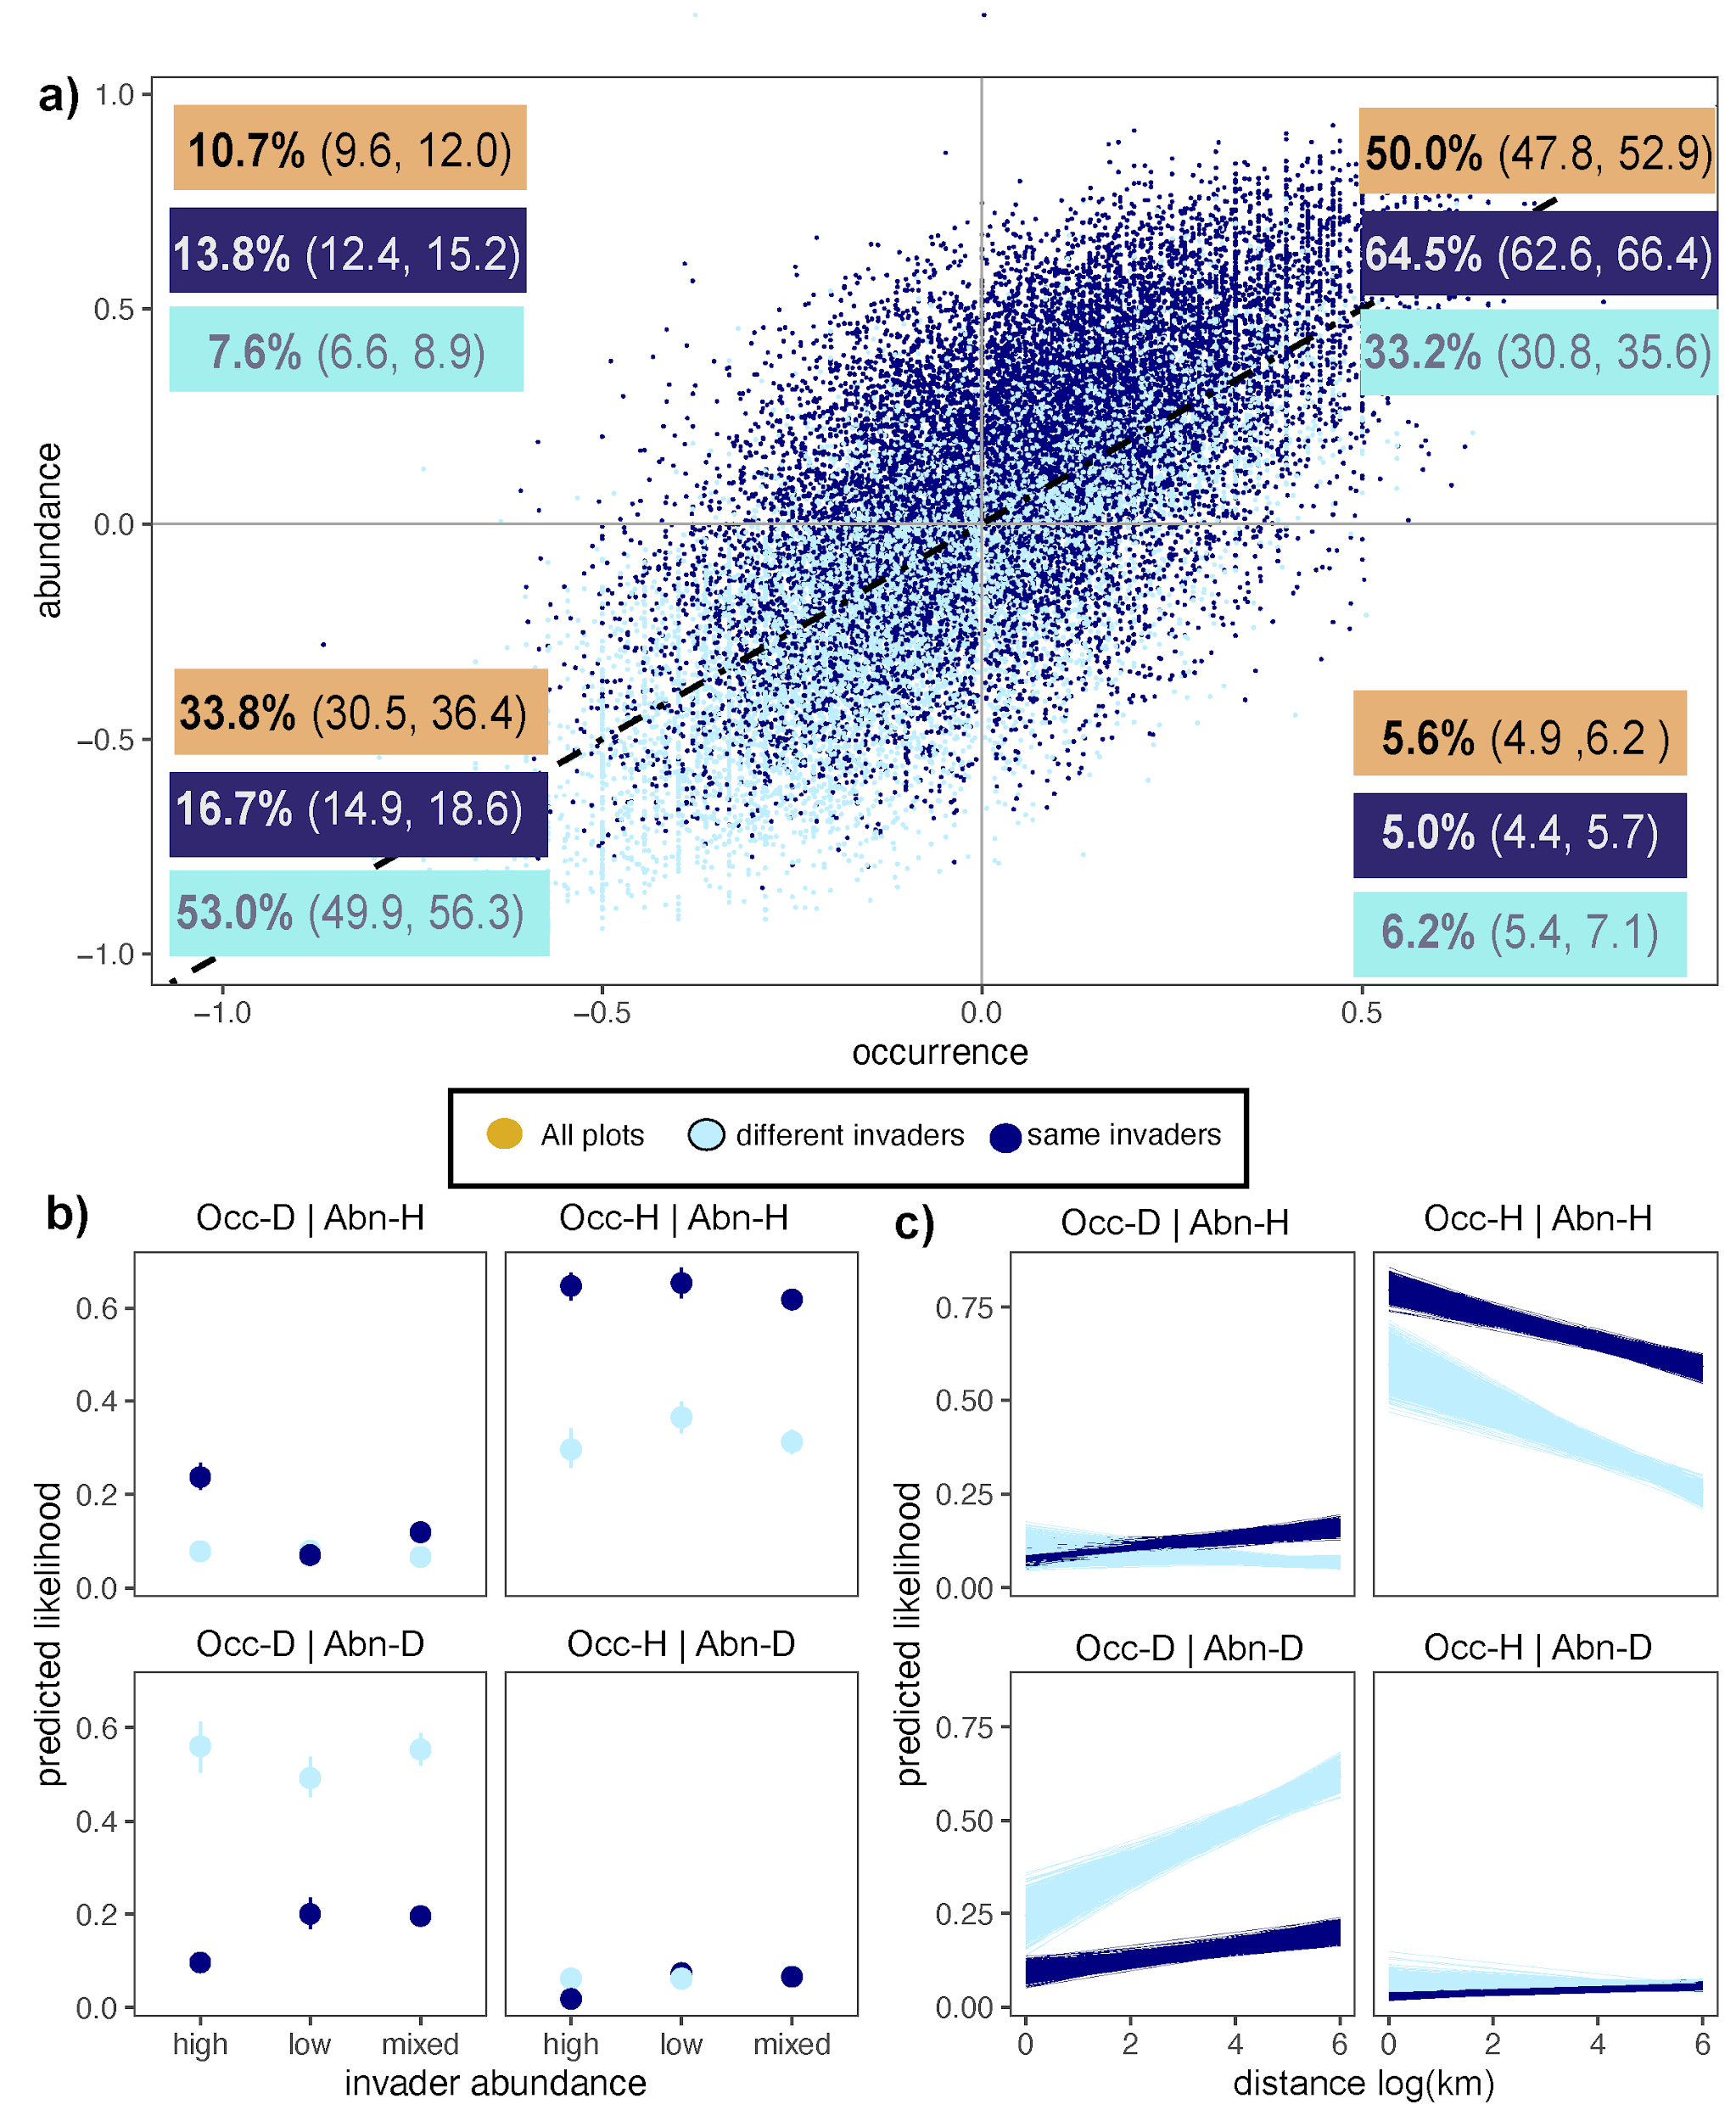 a)
1.0
0.5
0.0
−0.5
−1.0
abundance
10.7% (9.6, 12.0)
13.8% (12.4, 15.2)
7.6% (6.6, 8.9)
50.0% (47.8, 52.9)
64.5% (62.6, 66.4)
33.2% (30.8, 35.6)
33.8% (30.5, 36.4)
16.7% (14.9, 18.6)
53.0% (49.9, 56.3)
5.6% (4.9 ,6.2 )
5.0% (4.4, 5.7)
6.2% (5.4, 7.1)
−1.0 −0.5 0.0 0.5
occurrence
All plots different invaders same invaders
b)
Occ-D | Abn-H Occ-H | Abn-H
0.6
0.4
0.2
0.0
Occ-D | Abn-D Occ-H | Abn-D
0.6
0.4
0.2
0.0
predicted likelihood
high low mixed high low mixed
invader abundance
c)
Occ-D | Abn-H Occ-H | Abn-H
0.75
0.50
0.25
0.00
Occ-D | Abn-D Occ-H | Abn-D
0.75
0.50
0.25
0.00
predicted likelihood
0 2 4 6 0 2 4 6
distance log(km)